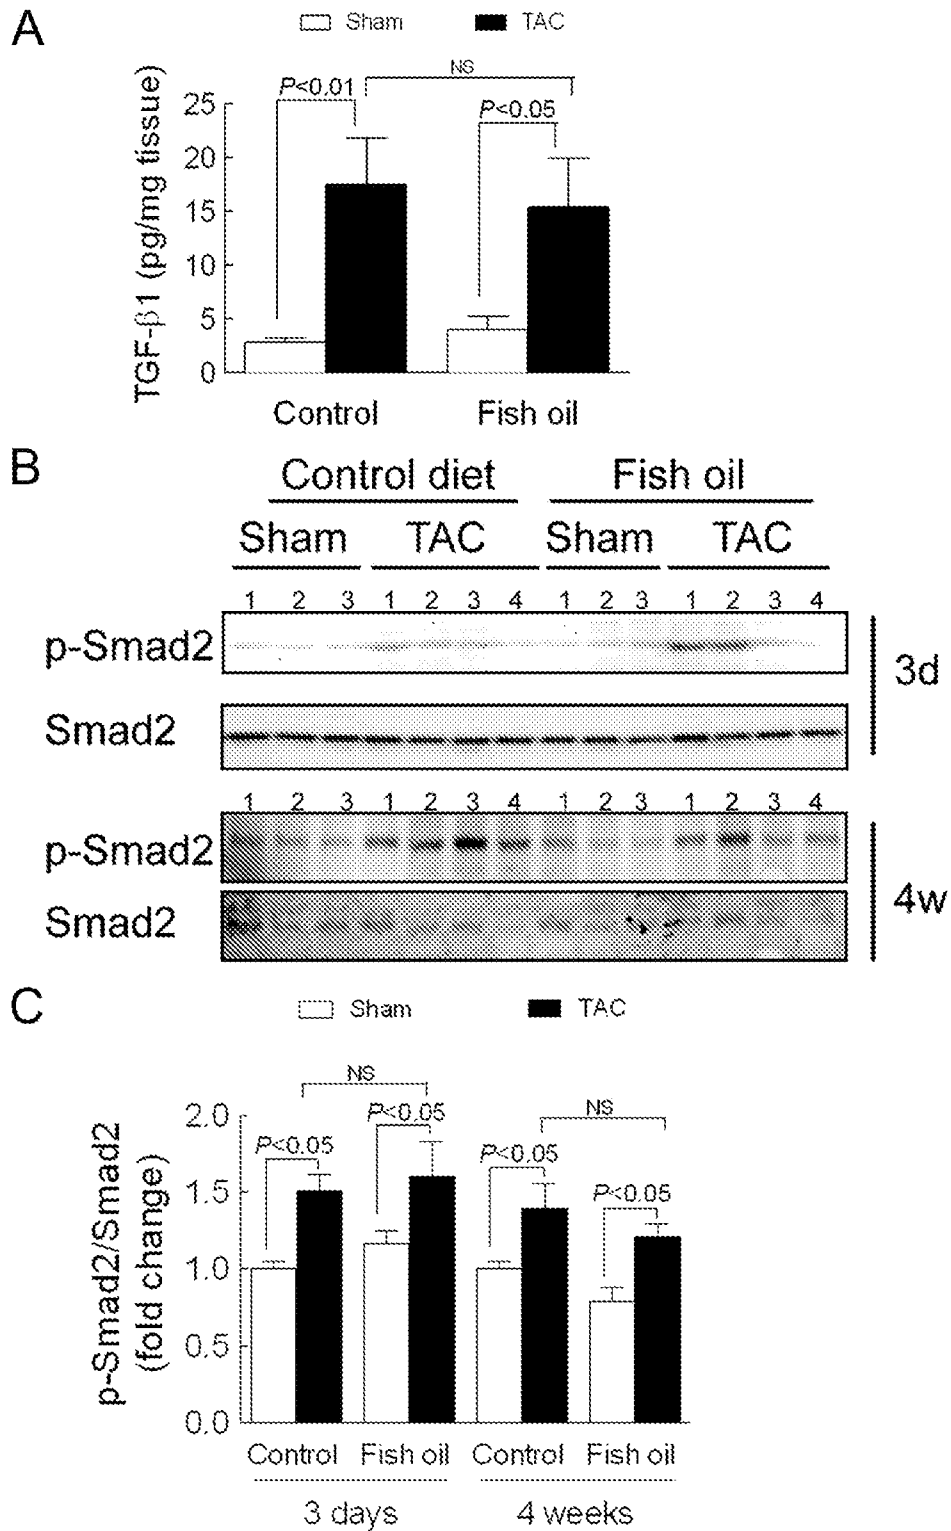 A
Sham TAC
NS
P<0.01
P<0.05
TGF-β1 (pg/mg tissue)
25
20
15
10
5
0
Control Fish oil
B
Control diet Fish oil
Sham TAC Sham TAC
1 2 3 1 2 3 4 1 2 3 1 2 3 4
p-Smad2
3d
Smad2
1 2 3 1 2 3 4 1 2 3 1 2 3 4
p-Smad2
4w
Smad2
C
Sham TAC
NS
NS
P<0.05
P<0.05
P<0.05
P<0.05
p-Smad2/Smad2
(fold change)
2.0
1.5
1.0
0.5
0.0
Control Fish oil Control Fish oil
3 days 4 weeks